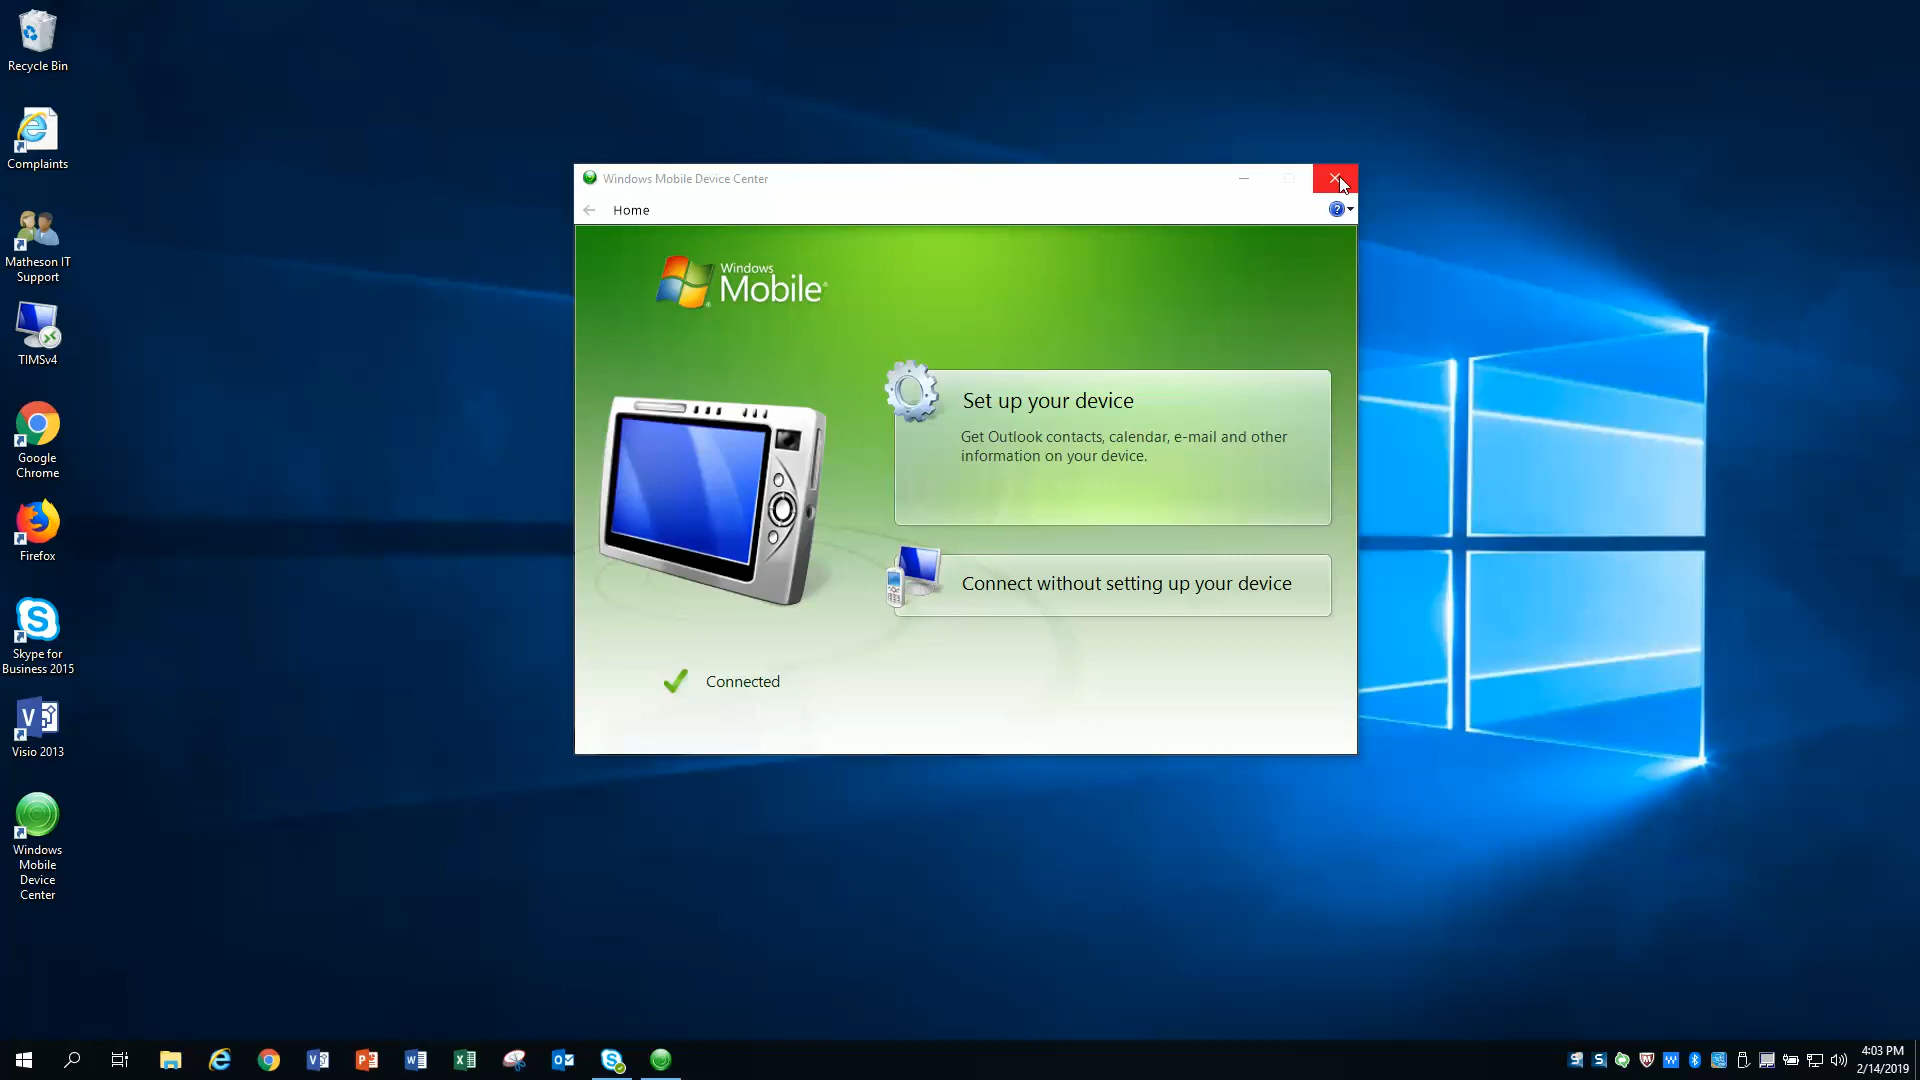 Recycle Bin
Complaints
Matheson IT
Support
TIMSv4
Google
Chrome
Firefox
Skype for
Business 2015
Visio 2013
Windows
Mobile
Device
Center
Windows Mobile Device Center
Home
Windows
Mobile
Set up your device
Get Outlook contacts, calendar, e-mail and other
information on your device.
Connect without setting up your device
Connected
4:03 PM
2/14/2019